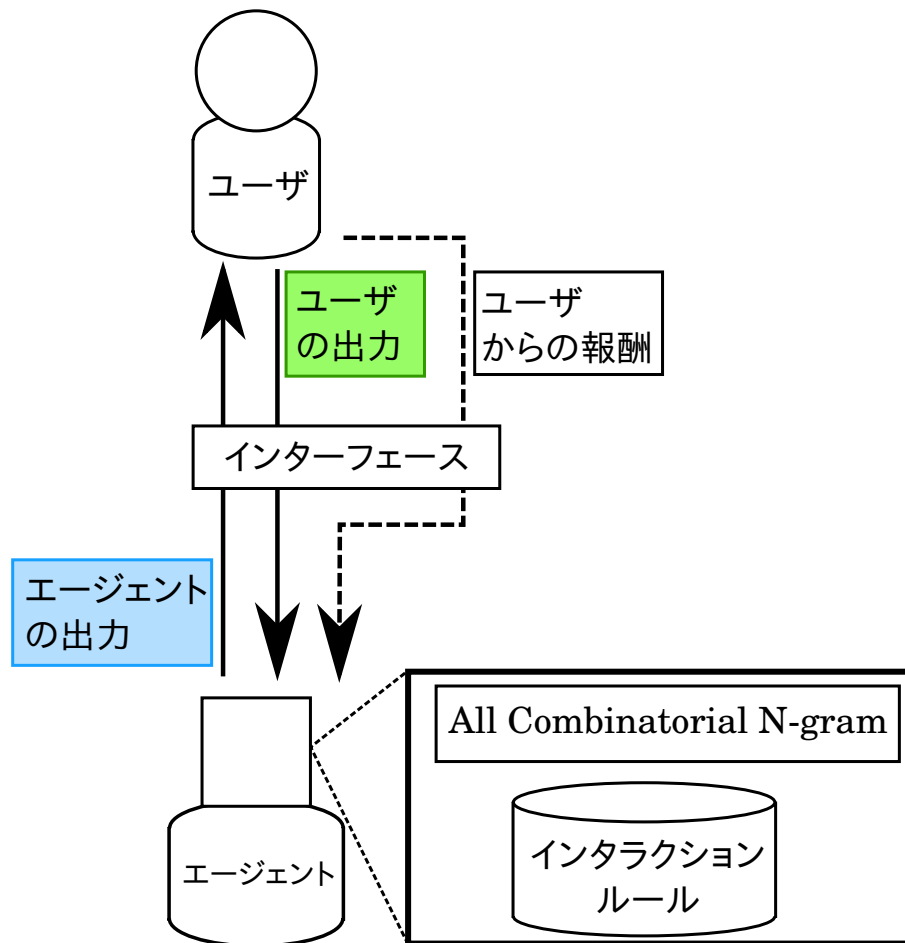 ユーザ
ユーザ
の出力
ユーザ
からの報酬
インターフェース
エージェント
の出力
All Combinatorial N-gram
インタラクション
ルール
エージェント